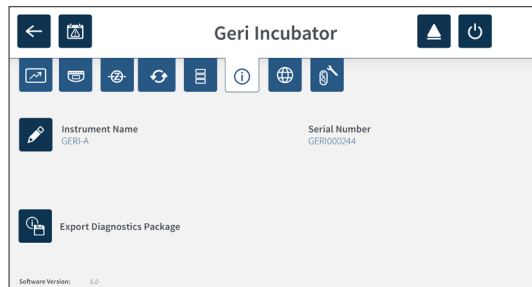 Geri Incubator
Instrument Name
GERI-A
Serial Number
GERI000244
Export Diagnostics Package
Software Version: 6.0